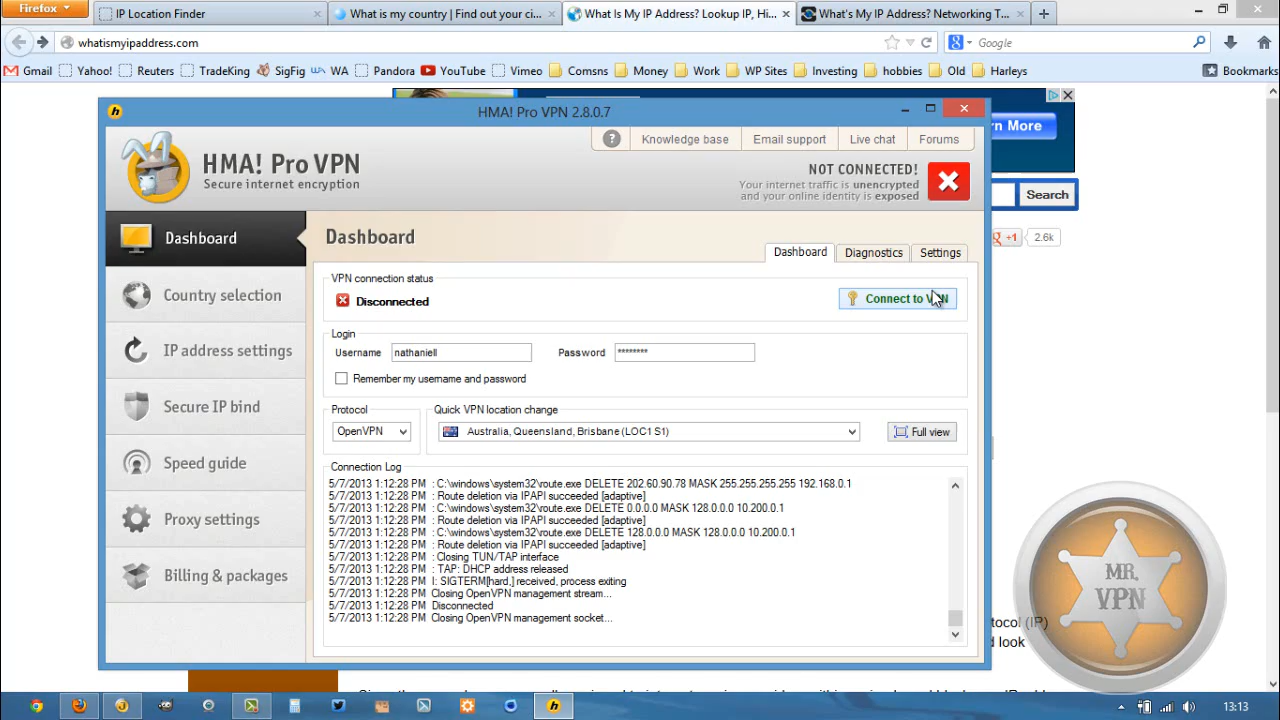 Firefox
IP Location Finder
What is my country | Find out your ci...
What Is My IP Address? Lookup IP, Hi...
What's My IP Address? Networking T...
whatismyipaddress.com
Google
Gmail
Yahoo!
Reuters
TradeKing
SigFig
WA
Pandora
YouTube
Vimeo
Comsns
Money
Work
WP Sites
Investing
hobbies
Old
Harleys
Bookmarks
HMA! Pro VPN 2.8.0.7
rn More
Knowledge base
Email support
Live chat
Forums
HMA! Pro VPN
Secure internet encryption
NOT CONNECTED!
Your internet traffic is unencrypted
and your online identity is exposed
Search
+1
2.6k
Dashboard
Country selection
IP address settings
Secure IP bind
Speed guide
Proxy settings
Billing & packages
Dashboard
Dashboard
Diagnostics
Settings
VPN connection status
Disconnected
Connect to VPN
Login
Username
nathaniell
Password
********
Remember my username and password
Protocol
OpenVPN
Quick VPN location change
Australia, Queensland, Brisbane (LOC1 S1)
Full view
Connection Log
5/7/2013 1:12:28 PM : C:\windows\system32\route.exe DELETE 202.60.90.78 MASK 255.255.255.255 192.168.0.1
5/7/2013 1:12:28 PM : Route deletion via IPAPI succeeded [adaptive]
5/7/2013 1:12:28 PM : C:\windows\system32\route.exe DELETE 0.0.0.0 MASK 128.0.0.0 10.200.0.1
5/7/2013 1:12:28 PM : Route deletion via IPAPI succeeded [adaptive]
5/7/2013 1:12:28 PM : C:\windows\system32\route.exe DELETE 128.0.0.0 MASK 128.0.0.0 10.200.0.1
5/7/2013 1:12:28 PM : Route deletion via IPAPI succeeded [adaptive]
5/7/2013 1:12:28 PM : Closing TUN/TAP interface
5/7/2013 1:12:28 PM : TAP: DHCP address released
5/7/2013 1:12:28 PM I: SIGTERM[hard,] received, process exiting
5/7/2013 1:12:28 PM Closing OpenVPN management stream...
5/7/2013 1:12:28 PM Disconnected
5/7/2013 1:12:28 PM Closing OpenVPN management socket...
MR.
VPN
otocol (IP)
d look
13:13